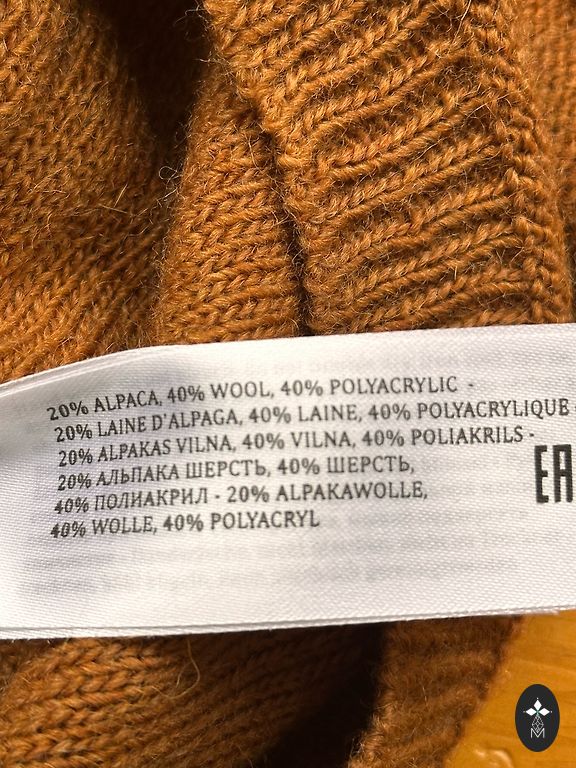 20% ALPACA, 40% WOOL, 40% POLYACRYLIC -
20% LAINE D'ALPAGA, 40% LAINE, 40% POLYACRYLIQUE
20% ALPAKAS VILNA, 40% VILNA, 40% POLIAKRILS -
20% АЛЬПАКА ШЕРСТЬ, 40% ШЕРСТЬ,
40% ПОЛИАКРИЛ - 20% ALPAKAWOLLE,
40% WOLLE, 40% POLYACRYL
EAC